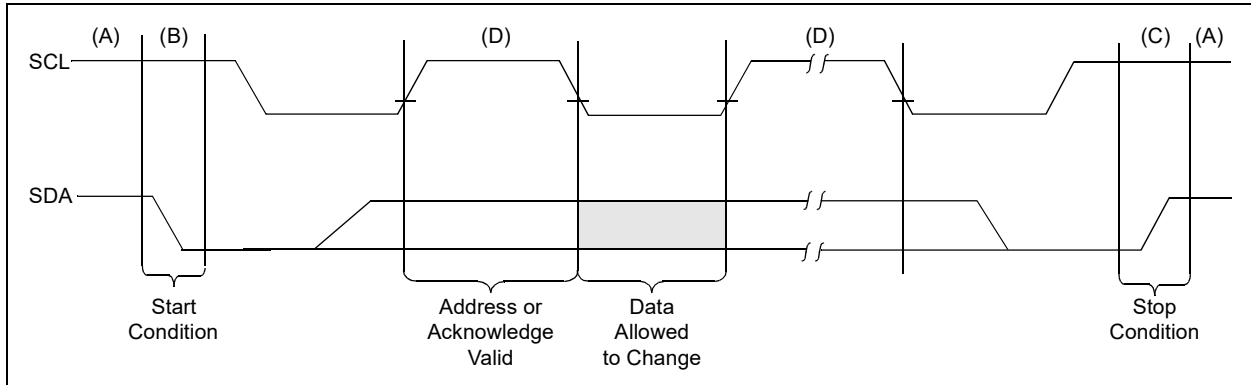 (A) (B) (D) (D) (C) (A)
SCL
SDA
Start
Condition
Address or
Acknowledge
Valid
Data
Allowed
to Change
Stop
Condition